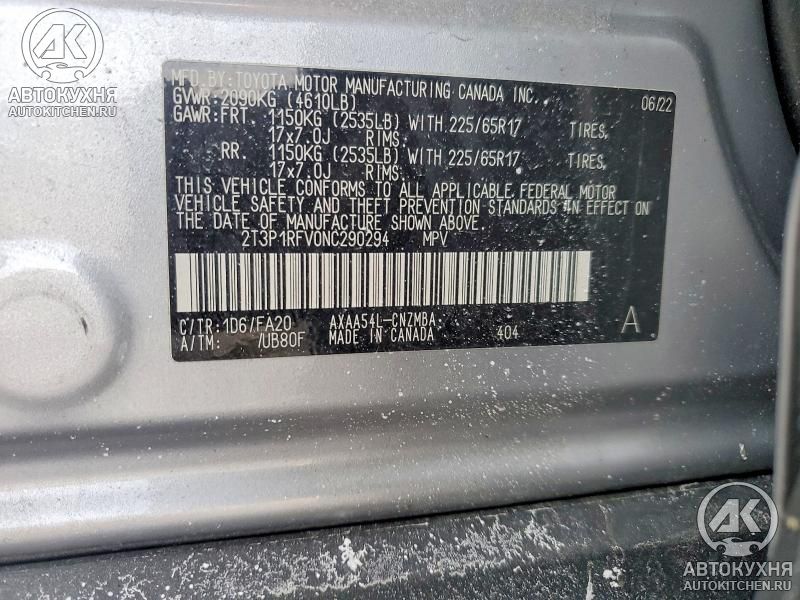 АК
АВТОКУХНЯ
AUTOKITCHEN.RU
MFD.BY:TOYOTA MOTOR MANUFACTURING CANADA INC.
GVWR:2090KG (4610LB) 06/22
GAWR:FRT. 1150KG (2535LB) WITH 225/65R17 TIRES,
17x7.0J RIMS.
RR. 1150KG (2535LB) WITH 225/65R17 TIRES,
17x7.0J RIMS.
THIS VEHICLE CONFORMS TO ALL APPLICABLE FEDERAL MOTOR
VEHICLE SAFETY AND THEFT PREVENTION STANDARDS IN EFFECT ON
THE DATE OF MANUFACTURE SHOWN ABOVE.
2T3P1RFV0NC290294 MPV
C/TR:1D6/FA20 AXAA54L-CNZMBA
A/TM: /UB80F MADE IN CANADA 404 A
АК
АВТОКУХНЯ
AUTOKITCHEN.RU